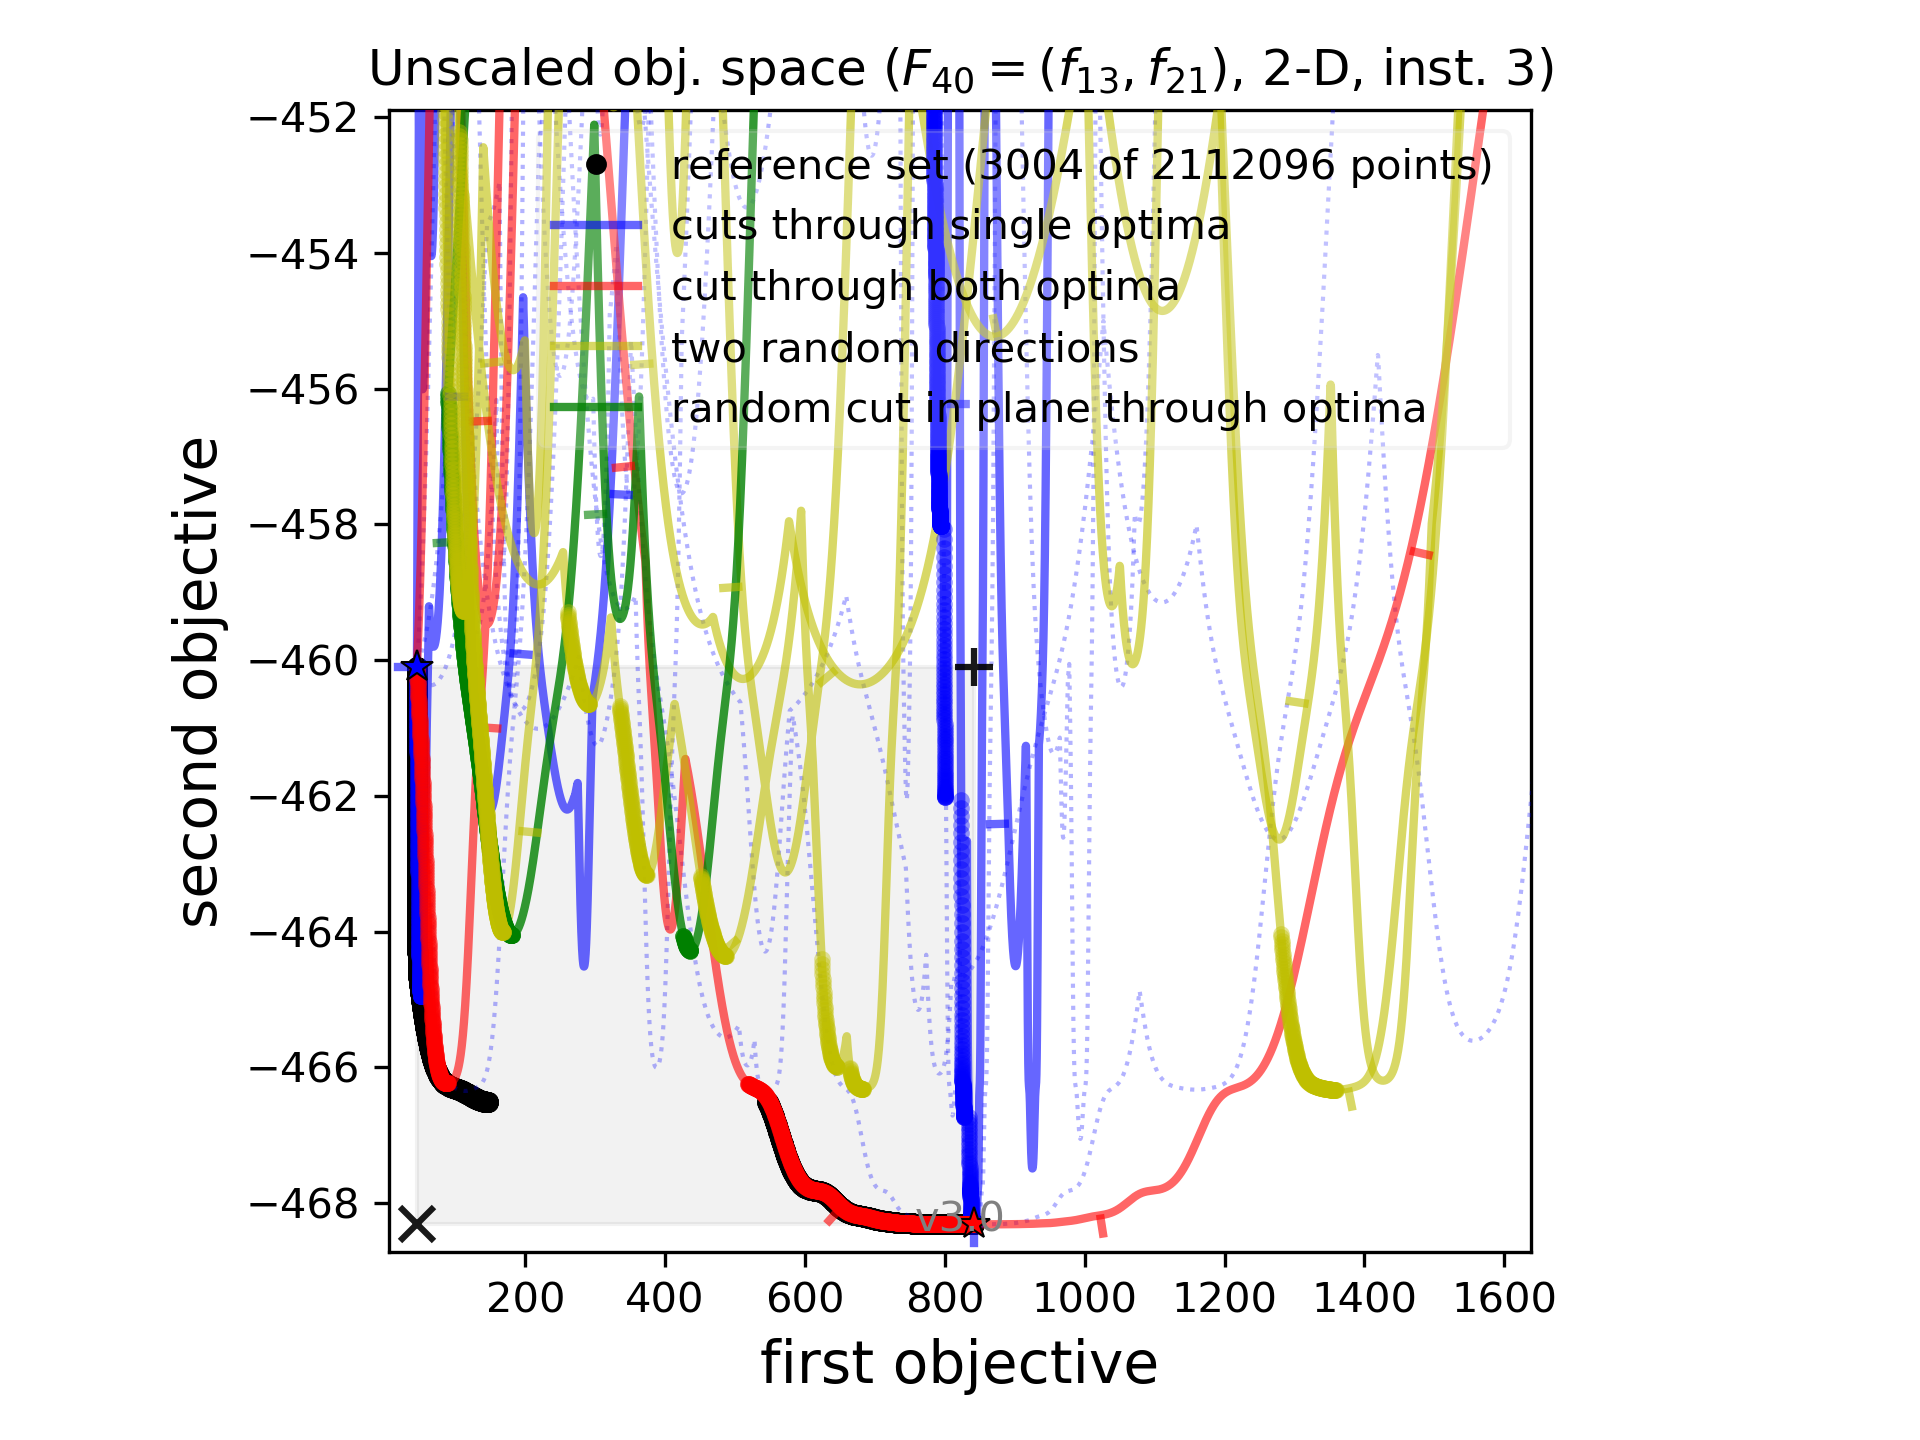 Unscaled obj. space (F₄₀ = (f₁₃, f₂₁), 2-D, inst. 3)
reference set (3004 of 2112096 points)
cuts through single optima
cut through both optima
two random directions
random cut in plane through optima
second objective
−452
−454
−456
−458
−460
−462
−464
−466
−468
v3.0
200 400 600 800 1000 1200 1400 1600
first objective